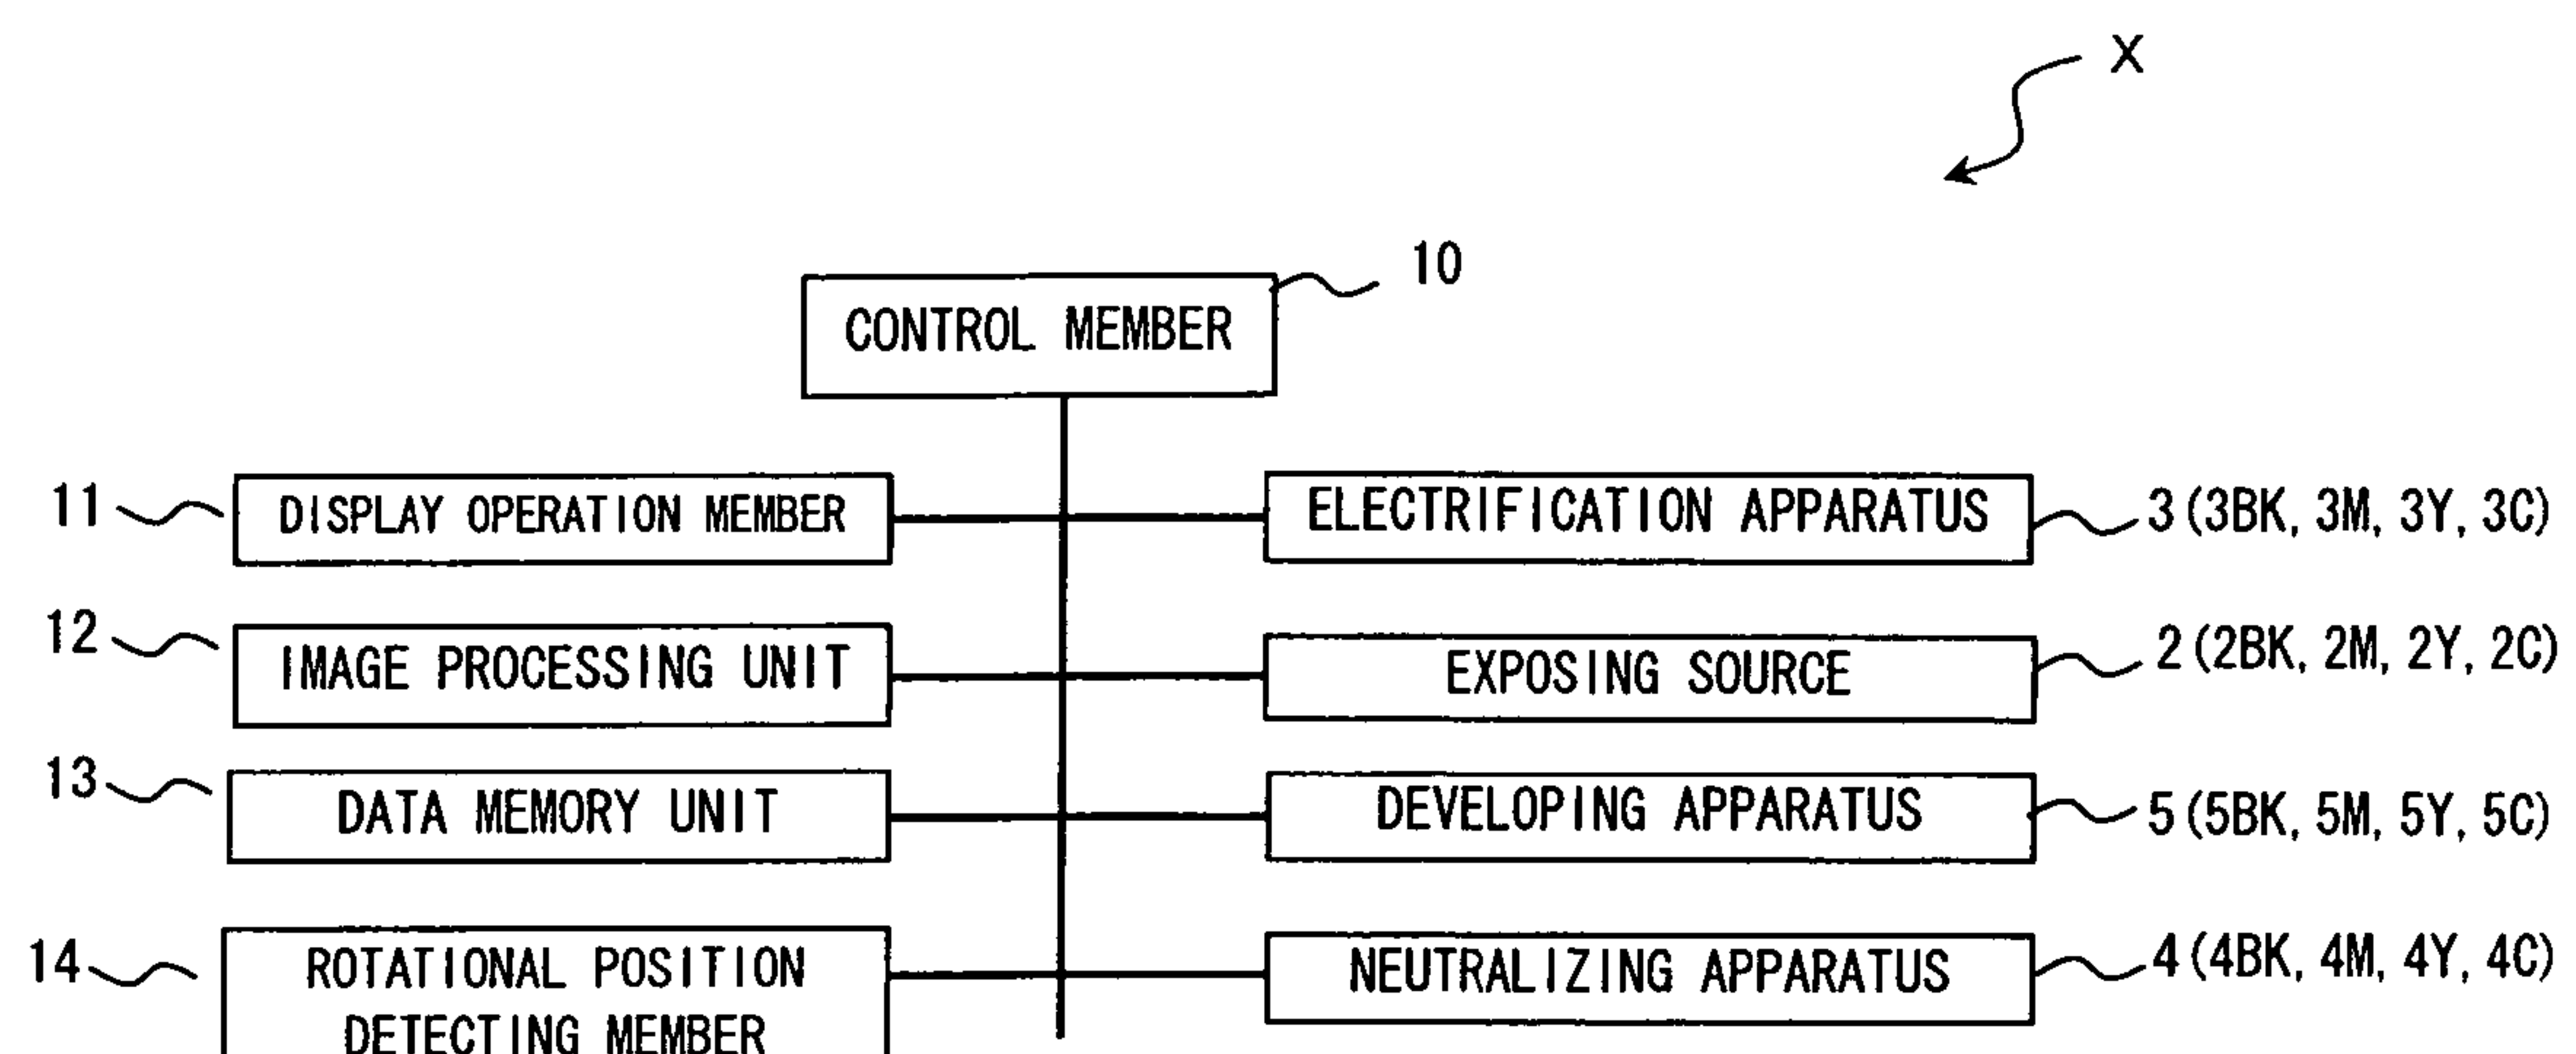 X
10
CONTROL MEMBER
11 DISPLAY OPERATION MEMBER ELECTRIFICATION APPARATUS 3 (3BK, 3M, 3Y, 3C)
12 IMAGE PROCESSING UNIT EXPOSING SOURCE 2 (2BK, 2M, 2Y, 2C)
13 DATA MEMORY UNIT DEVELOPING APPARATUS 5 (5BK, 5M, 5Y, 5C)
14 ROTATIONAL POSITION NEUTRALIZING APPARATUS 4 (4BK, 4M, 4Y, 4C)
DETECTING MEMBER